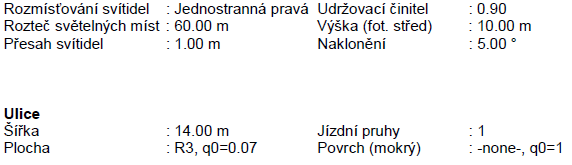 Rozmísťování svítidel : Jednostranná pravá Udržovací činitel : 0.90
Rozteč světelných míst : 60.00 m Výška (fot. střed) : 10.00 m
Přesah svítidel : 1.00 m Naklonění : 5.00 °
Ulice
Šířka : 14.00 m Jízdní pruhy : 1
Plocha : R3, q0=0.07 Povrch (mokrý) : -none-, q0=1